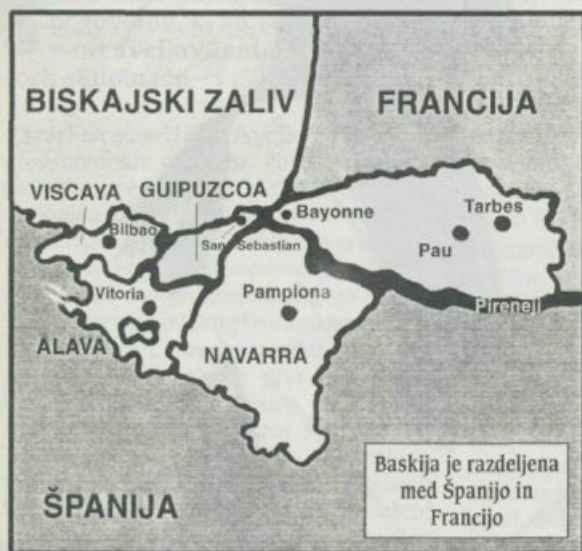 BISKAJSKI ZALIV
FRANCIJA
VISCAYA
GUIPUZCOA
Bilbao
San Sebastian
Bayonne
Tarbes
Pau
Vitoria
Pamplona
Pireneji
ALAVA
NAVARRA
ŠPANIJA
Baskija je razdeljena
med Španijo in
Francijo